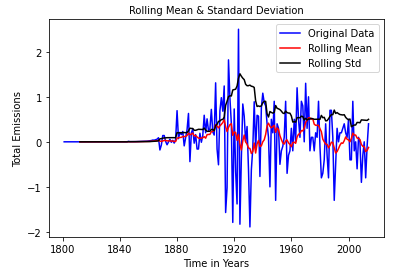 Rolling Mean & Standard Deviation
Original Data
Rolling Mean
Rolling Std
Total Emissions
2
1
0
−1
−2
1800
1840
1880
1920
1960
2000
Time in Years